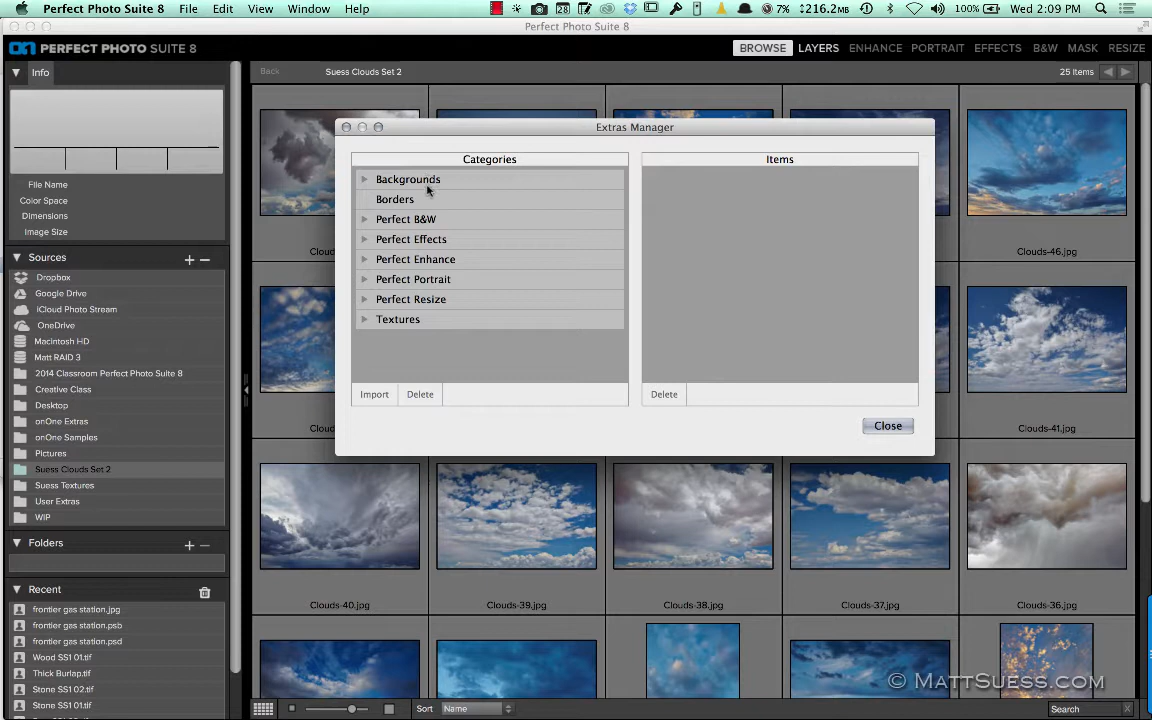 Perfect Photo Suite 8 File Edit View Window Help 28 7% 216.2MB 100% Wed 2:09 PM
Perfect Photo Suite 8
on PERFECT PHOTO SUITE 8 BROWSE LAYERS ENHANCE PORTRAIT EFFECTS B&W MASK RESIZE
Info
Back Suess Clouds Set 2 25 Items
File Name
Color Space
Dimensions
Image Size
Sources
Dropbox
Google Drive
iCloud Photo Stream
OneDrive
Macintosh HD
Matt RAID 3
2014 Classroom Perfect Photo Suite 8
Creative Class
Desktop
onOne Extras
onOne Samples
Pictures
Suess Clouds Set 2
Suess Textures
User Extras
WIP
Folders
Recent
frontier gas station.jpg
frontier gas station.psb
frontier gas station.psd
Wood SS1 01.tif
Thick Burlap.tif
Stone SS1 02.tif
Stone SS1 01.tif
Extras Manager
Categories
Backgrounds
Borders
Perfect B&W
Perfect Effects
Perfect Enhance
Perfect Portrait
Perfect Resize
Textures
Import Delete
Items
Delete
Close
Clouds-46.jpg
Clouds-41.jpg
Clouds-40.jpg Clouds-39.jpg Clouds-38.jpg Clouds-37.jpg Clouds-36.jpg
© MattSuess.com
Sort Name Search